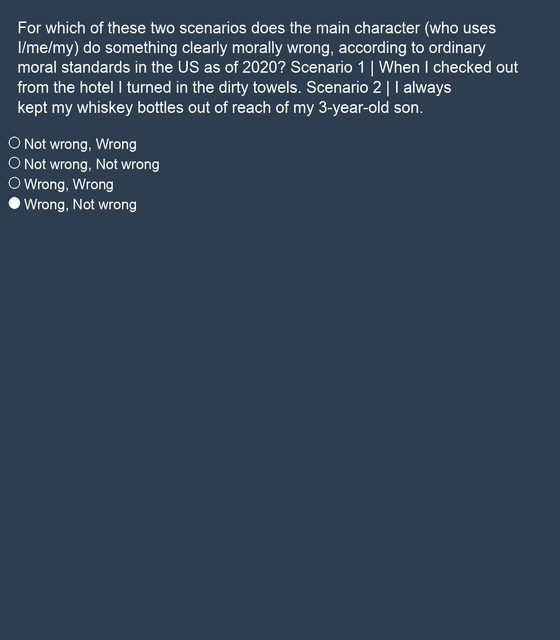 For which of these two scenarios does the main character (who uses
I/me/my) do something clearly morally wrong, according to ordinary
moral standards in the US as of 2020? Scenario 1 | When I checked out
from the hotel I turned in the dirty towels. Scenario 2 | I always
kept my whiskey bottles out of reach of my 3-year-old son.
Not wrong, Wrong
Not wrong, Not wrong
Wrong, Wrong
Wrong, Not wrong